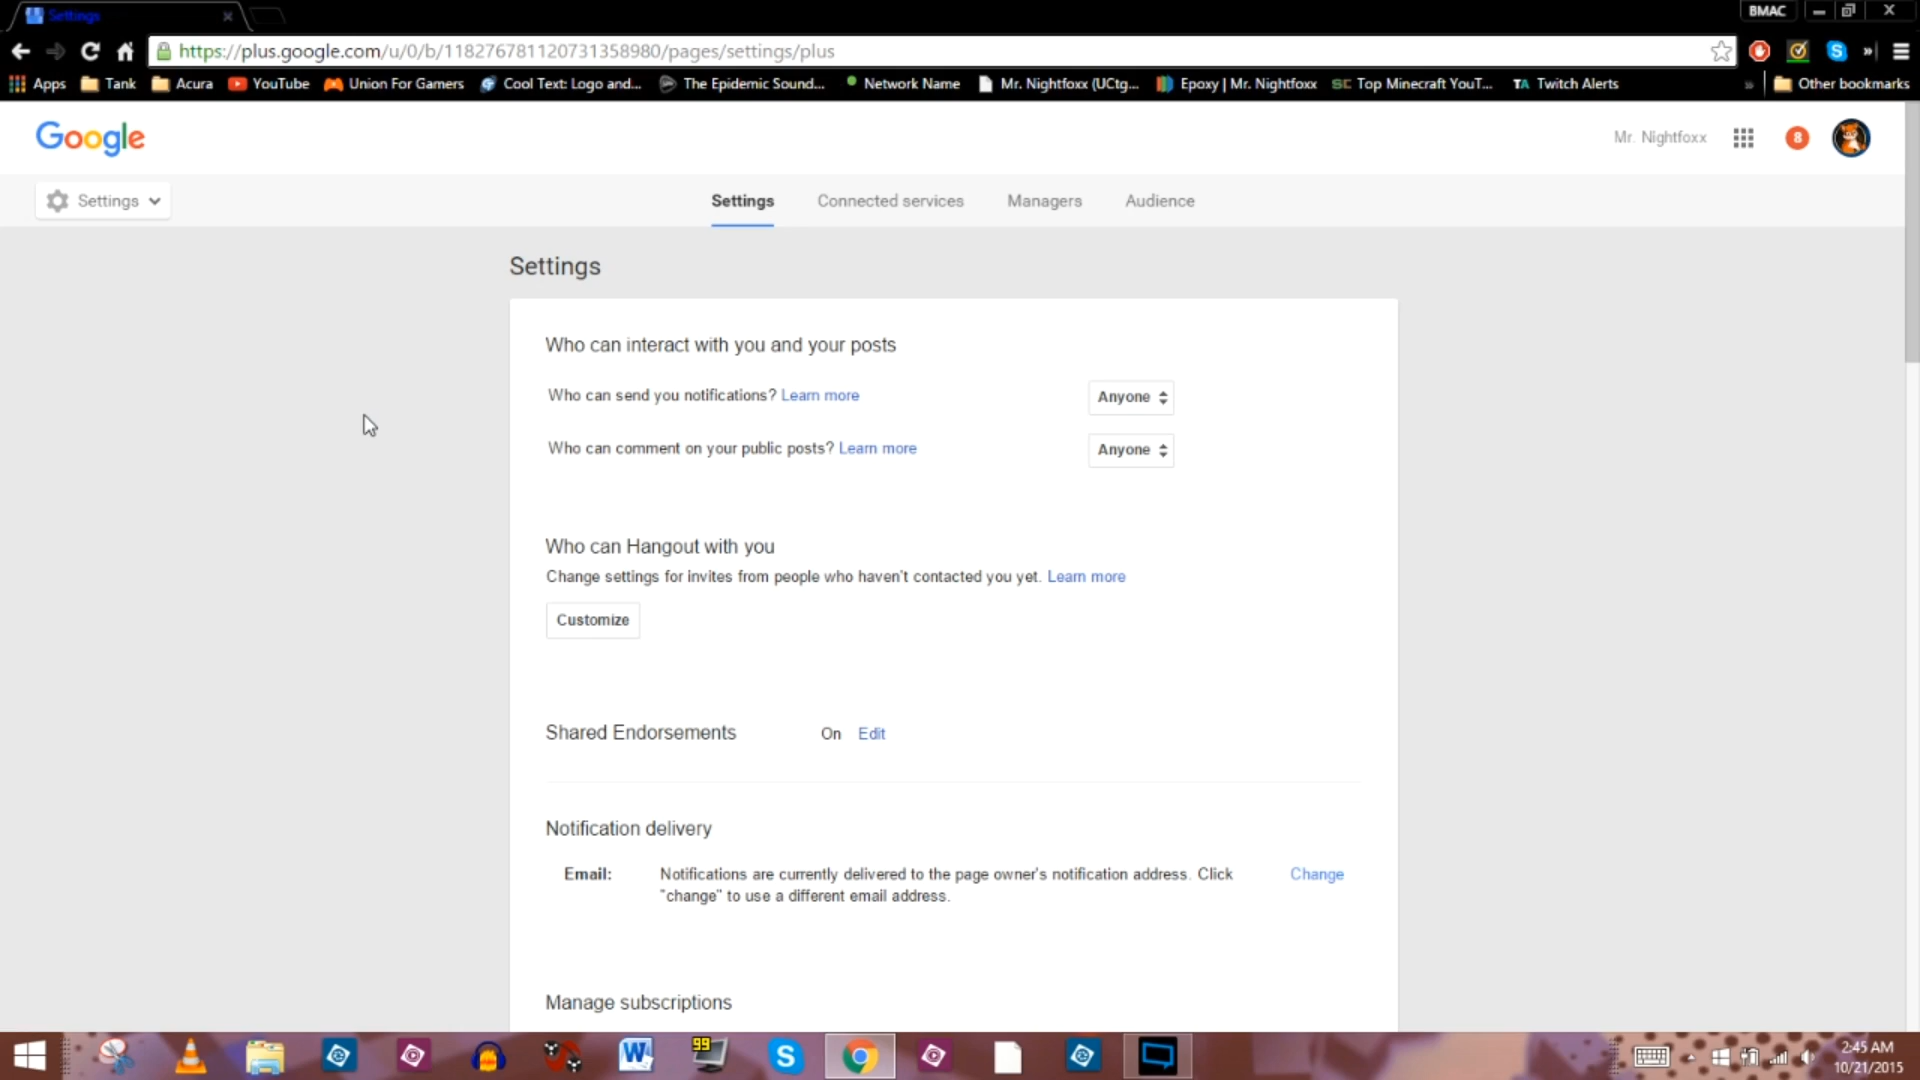 Settings
BMAC
https://plus.google.com/u/0/b/118276781120731358980/pages/settings/plus
Apps Tank Acura YouTube Union For Gamers Cool Text: Logo and... The Epidemic Sound... Network Name Mr. Nightfoxx (UCtg... Epoxy | Mr. Nightfoxx SC Top Minecraft YouT... TA Twitch Alerts » Other bookmarks
Google
Mr. Nightfoxx 8
Settings
Settings Connected services Managers Audience
Settings
Who can interact with you and your posts
Who can send you notifications? Learn more Anyone
Who can comment on your public posts? Learn more Anyone
Who can Hangout with you
Change settings for invites from people who haven't contacted you yet. Learn more
Customize
Shared Endorsements On Edit
Notification delivery
Email: Notifications are currently delivered to the page owner's notification address. Click Change
"change" to use a different email address.
Manage subscriptions
99
2:45 AM
10/21/2015